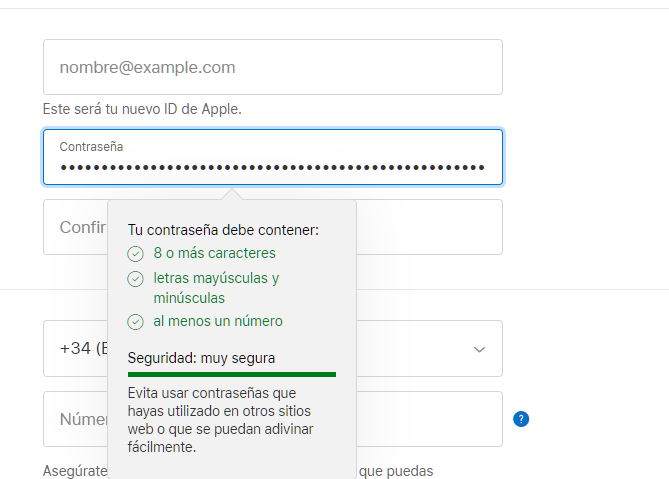 nombre@example.com
Este será tu nuevo ID de Apple.
Contraseña
••••••••••••••••••••••••••••••••••••••••••••••••••••
Confir
Tu contraseña debe contener:
8 o más caracteres
letras mayúsculas y
minúsculas
al menos un número
+34 (E
Seguridad: muy segura
Evita usar contraseñas que
hayas utilizado en otros sitios
web o que se puedan adivinar
fácilmente.
Númer
?
Asegúrate que puedas